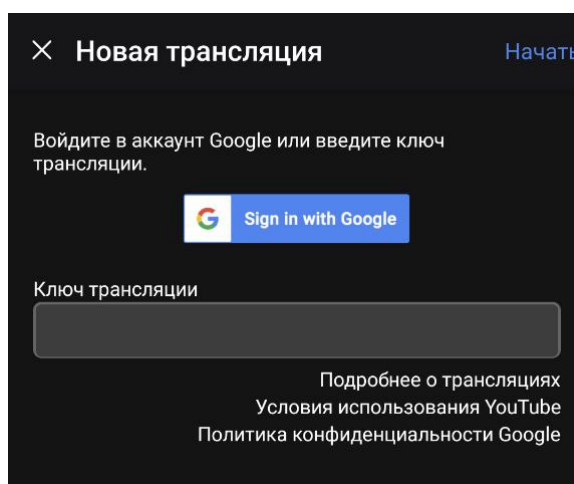 Новая трансляция
Начать
Войдите в аккаунт Google или введите ключ
трансляции.
Sign in with Google
Ключ трансляции
Подробнее о трансляциях
Условия использования YouTube
Политика конфиденциальности Google